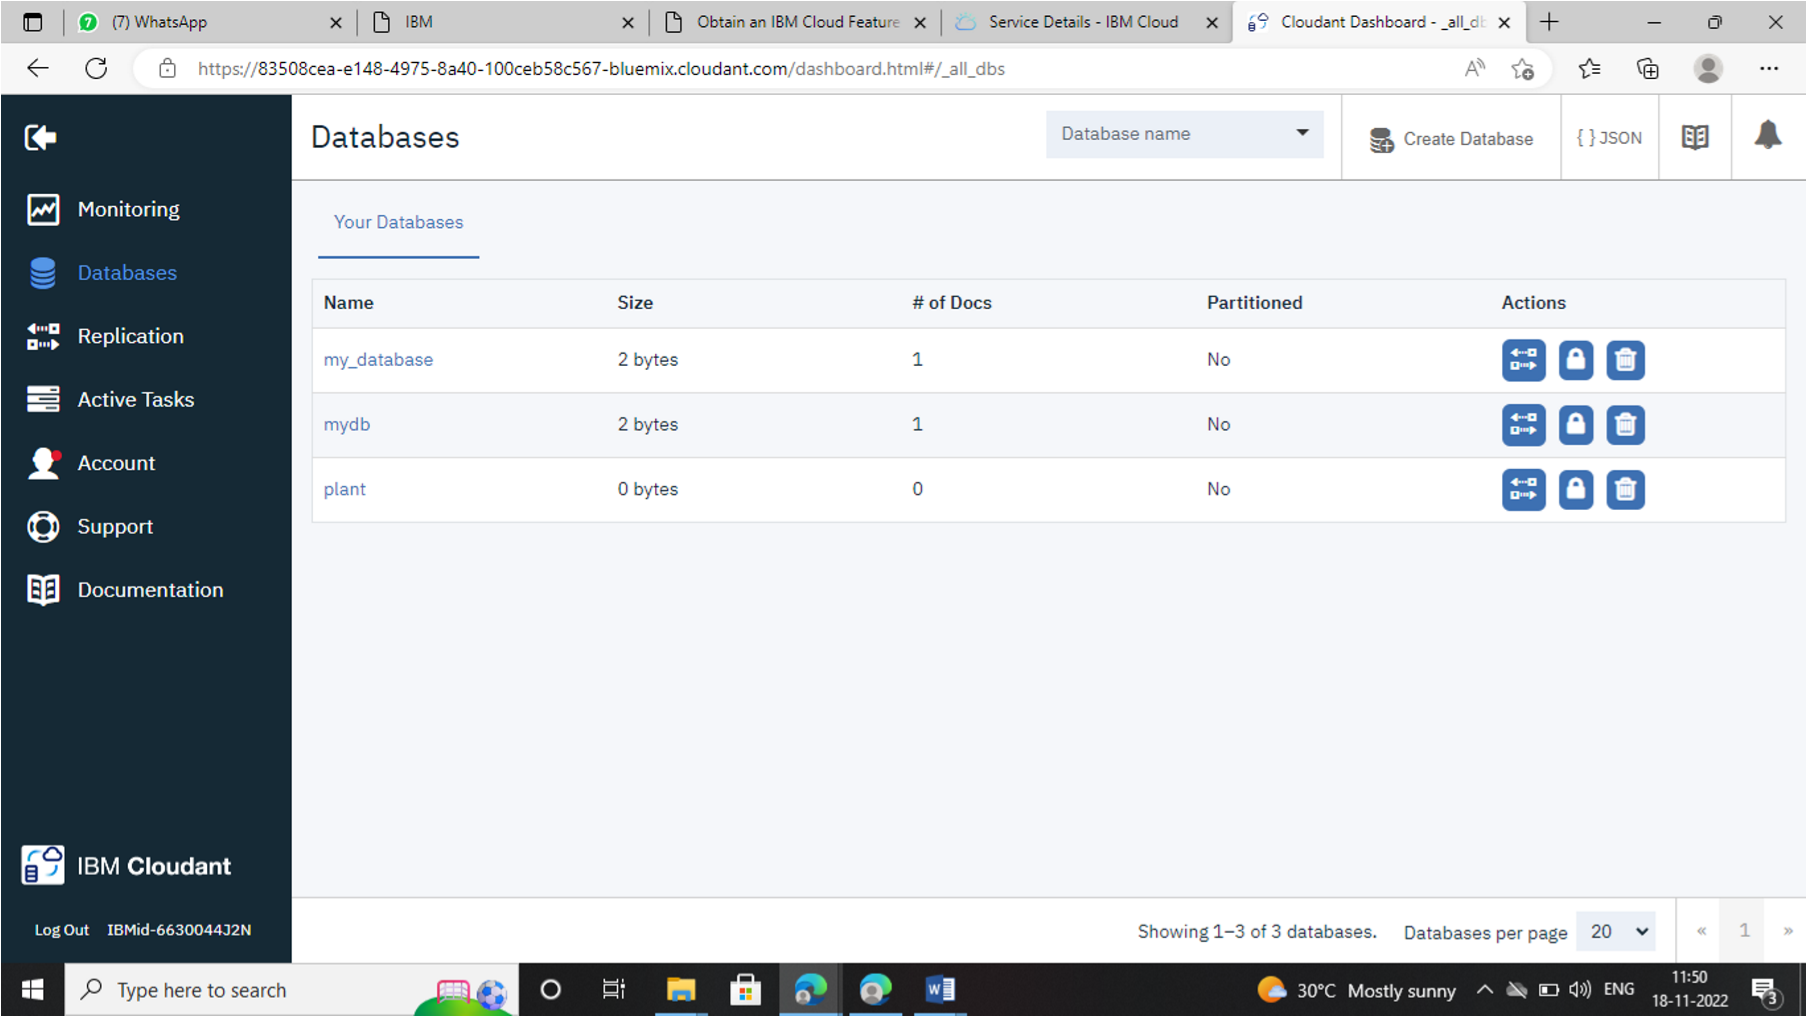 7 (7) WhatsApp
IBM
Obtain an IBM Cloud Feature
Service Details - IBM Cloud
Cloudant Dashboard - _all_db
https://83508cea-e148-4975-8a40-100ceb58c567-bluemix.cloudant.com/dashboard.html#/_all_dbs
Databases
Database name
Create Database
{ } JSON
Monitoring
Databases
Replication
Active Tasks
Account
Support
Documentation
Your Databases
Name Size # of Docs Partitioned Actions
my_database 2 bytes 1 No
mydb 2 bytes 1 No
plant 0 bytes 0 No
IBM Cloudant
Log Out IBMid-6630044J2N
Showing 1–3 of 3 databases. Databases per page 20 « 1 »
Type here to search
30°C Mostly sunny
ENG
11:50
18-11-2022
3